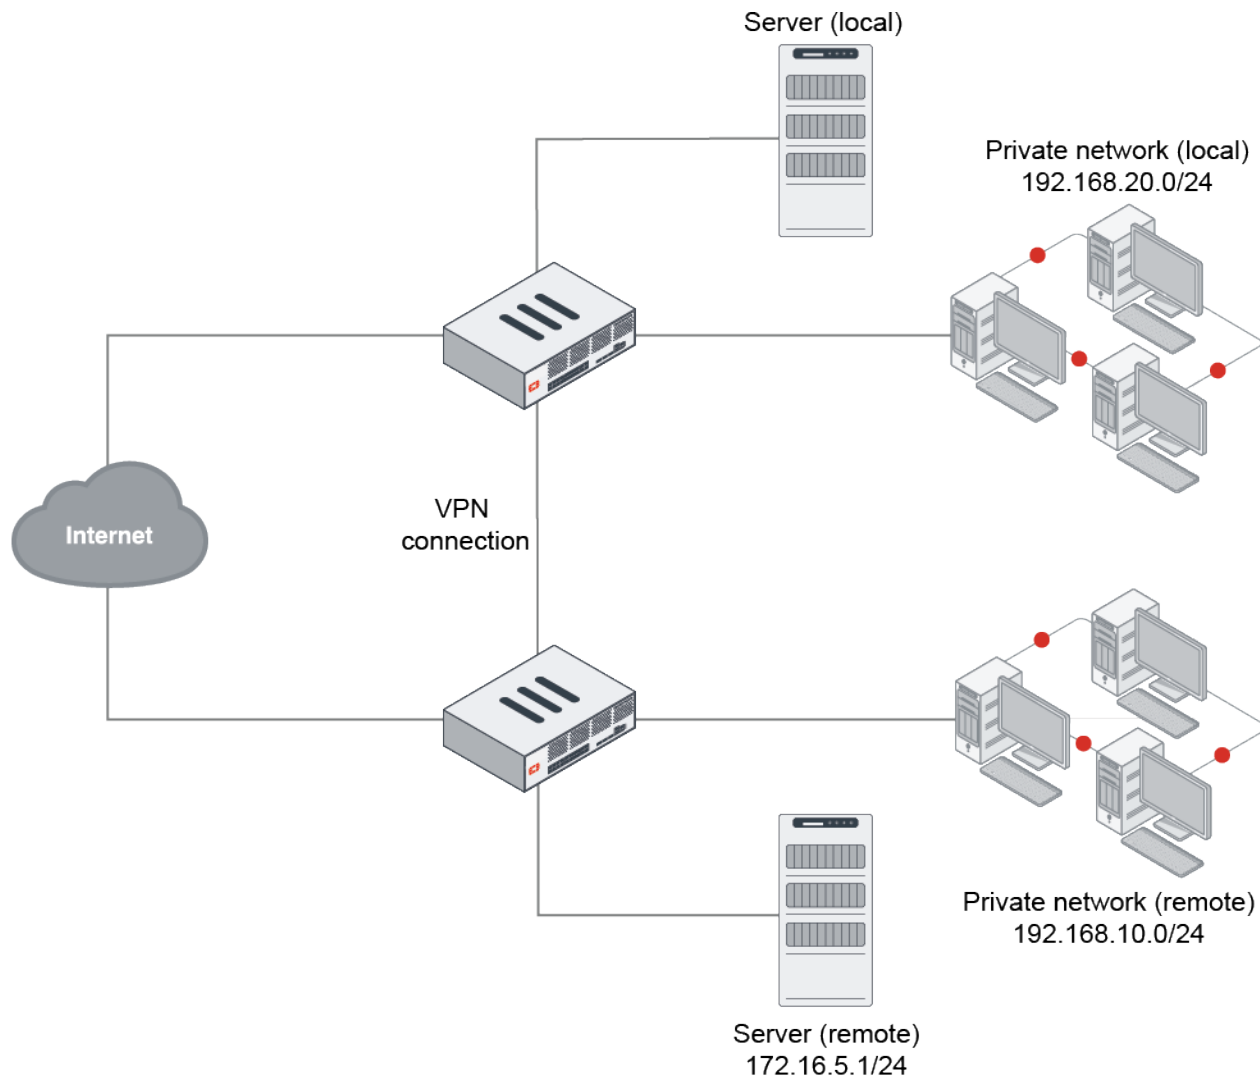 Server (local)
Private network (local)
192.168.20.0/24
VPN
connection
Internet
Private network (remote)
192.168.10.0/24
Server (remote)
172.16.5.1/24